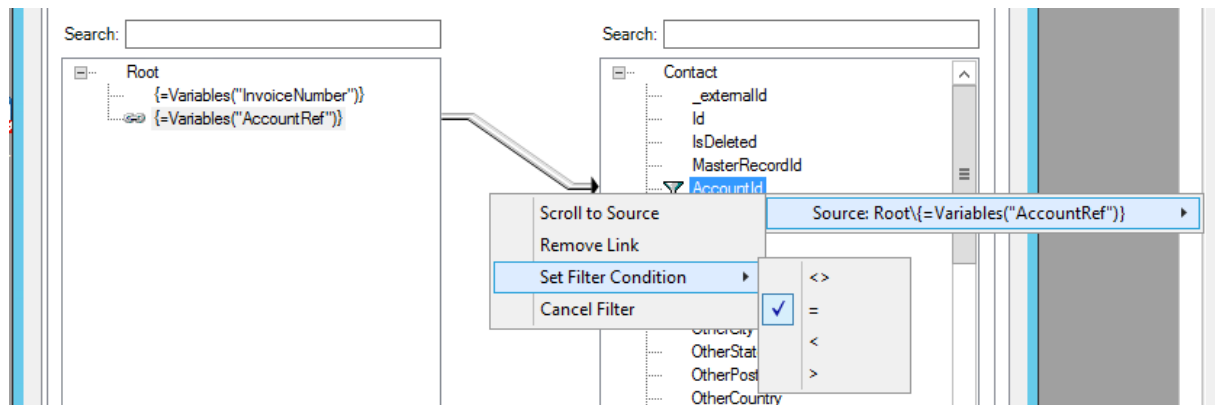 Search:
Search:
Root
{=Variables("InvoiceNumber")}
{=Variables("AccountRef")}
Contact
_externalId
Id
IsDeleted
MasterRecordId
AccountId
Scroll to Source
Remove Link
Set Filter Condition
Cancel Filter
Source: Root\{=Variables("AccountRef")}
<>
=
<
>
OtherCity
OtherStat
OtherPost
OtherCountry